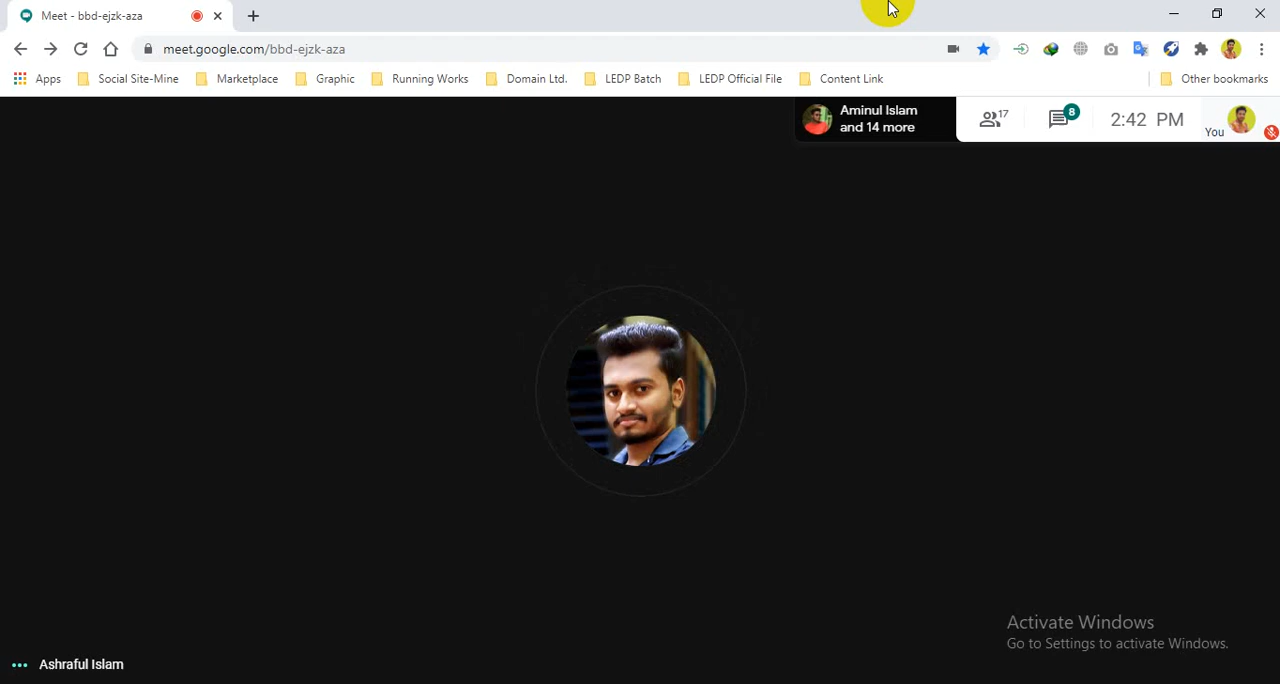 Meet - bbd-ejzk-aza
meet.google.com/bbd-ejzk-aza
Apps Social Site-Mine Marketplace Graphic Running Works Domain Ltd. LEDP Batch LEDP Official File Content Link Other bookmarks
Aminul Islam
and 14 more
17
8
2:42 PM
You
Activate Windows
Go to Settings to activate Windows.
Ashraful Islam